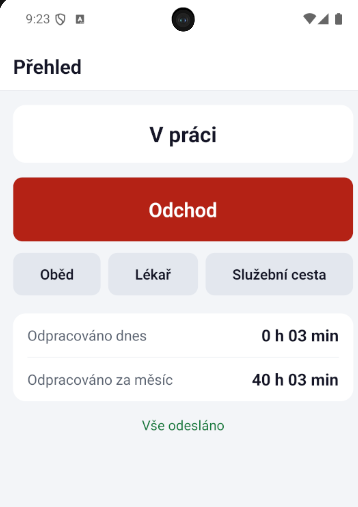 9:23
Přehled
V práci
Odchod
Oběd Lékař Služební cesta
Odpracováno dnes 0 h 03 min
Odpracováno za měsíc 40 h 03 min
Vše odesláno